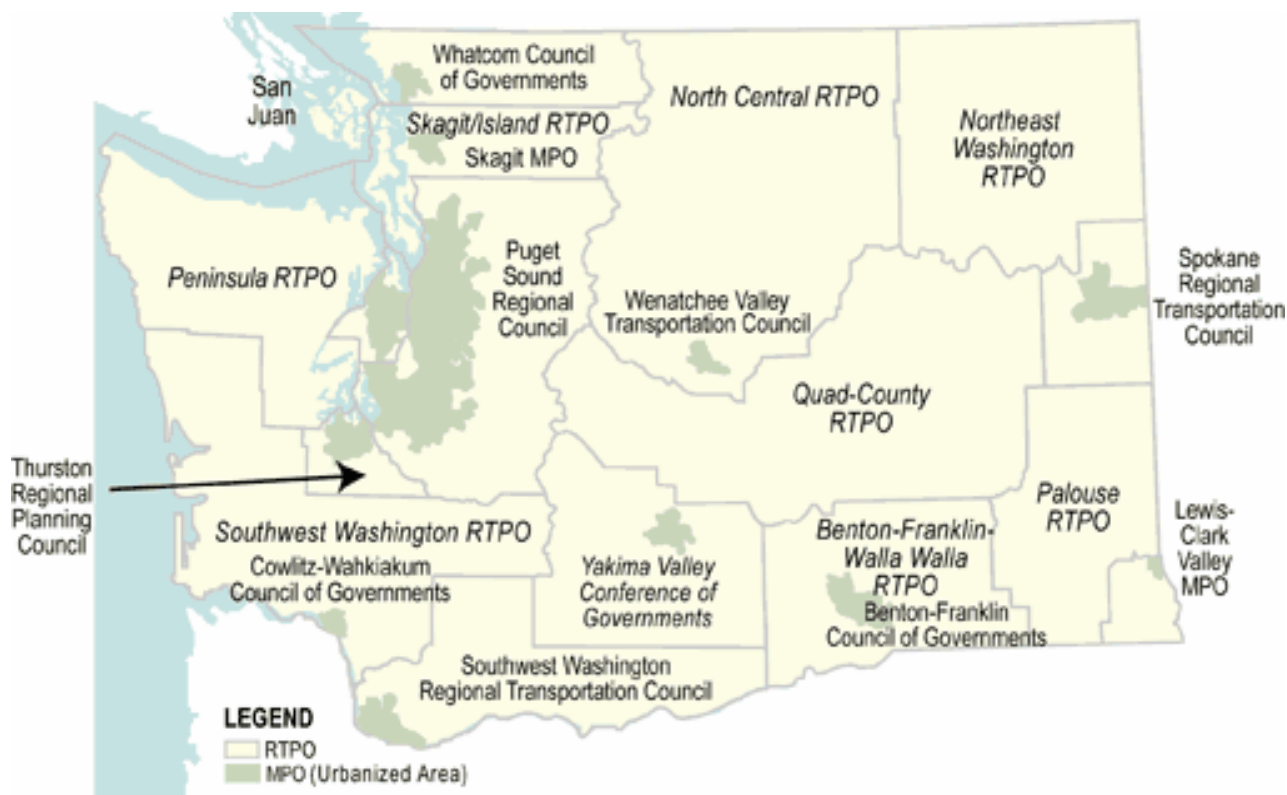 Whatcom Council
of Governments
San
Juan
Skagit/Island RTPO
Skagit MPO
North Central RTPO
Northeast
Washington
RTPO
Peninsula RTPO
Puget
Sound
Regional
Council
Wenatchee Valley
Transportation Council
Spokane
Regional
Transportation
Council
Quad-County
RTPO
Thurston
Regional
Planning
Council
Southwest Washington RTPO
Cowlitz-Wahkiakum
Council of Governments
Yakima Valley
Conference of
Governments
Benton-Franklin-
Walla Walla
RTPO
Benton-Franklin
Council of Governments
Palouse
RTPO
Lewis-
Clark
Valley
MPO
Southwest Washington
Regional Transportation Council
LEGEND
RTPO
MPO (Urbanized Area)